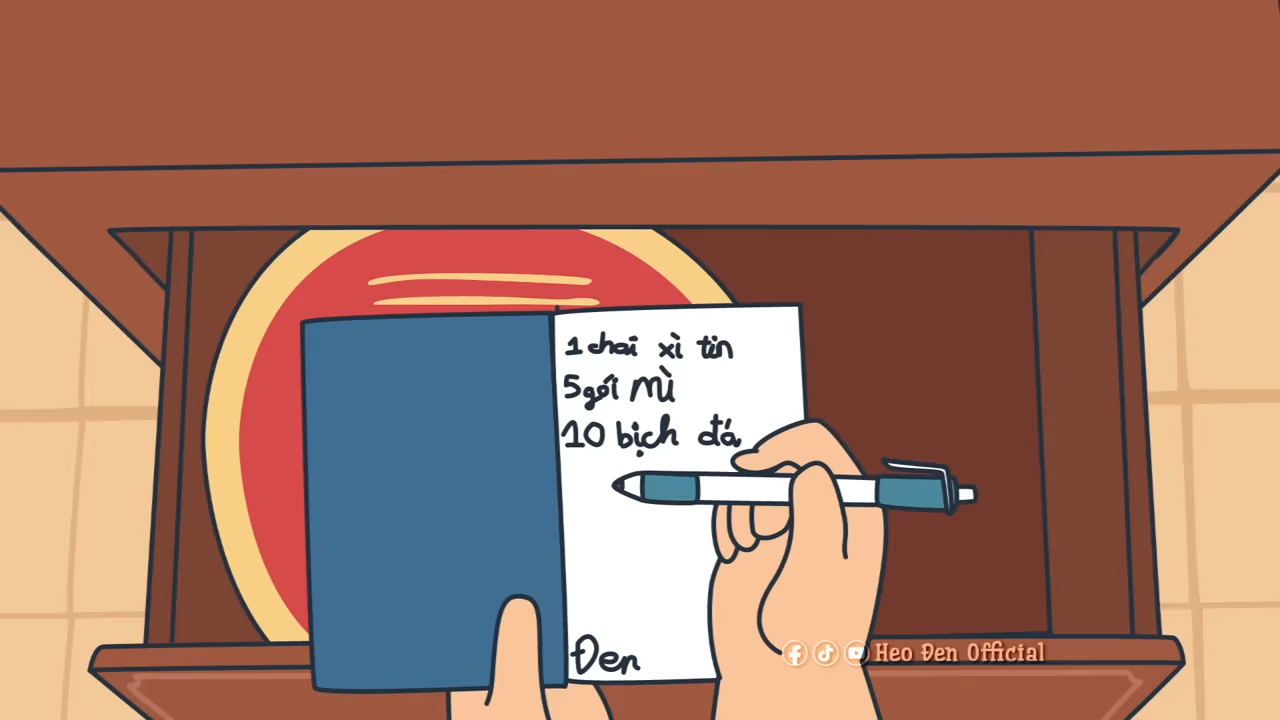 1 chai xì tin
5 gói mì
10 bịch đá
Đen
Heo Đen Official